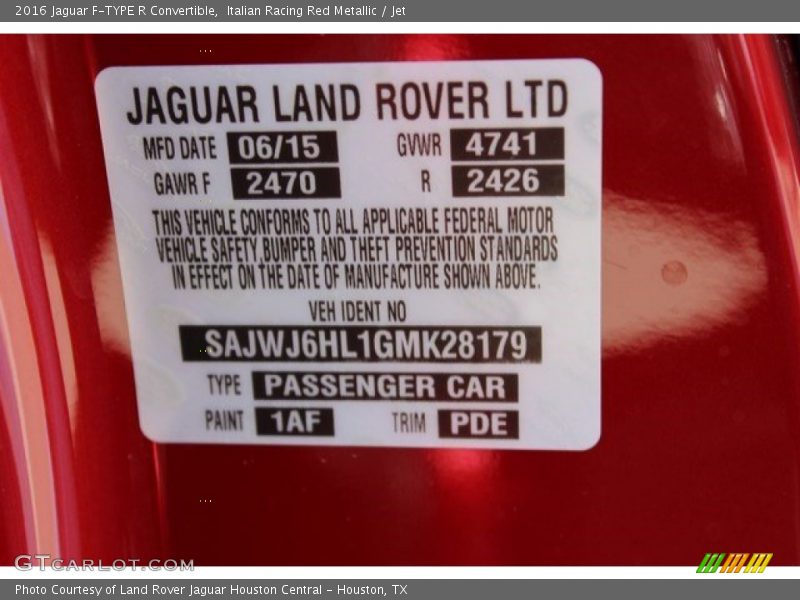 2016 Jaguar F-TYPE R Convertible,  Italian Racing Red Metallic / Jet
JAGUAR LAND ROVER LTD
MFD DATE 06/15 GVWR 4741
GAWR F 2470 R 2426
THIS VEHICLE CONFORMS TO ALL APPLICABLE FEDERAL MOTOR
VEHICLE SAFETY,BUMPER AND THEFT PREVENTION STANDARDS
IN EFFECT ON THE DATE OF MANUFACTURE SHOWN ABOVE.
VEH IDENT NO
SAJWJ6HL1GMK28179
TYPE PASSENGER CAR
PAINT 1AF TRIM PDE
GTCARLOT.COM
Photo Courtesy of Land Rover Jaguar Houston Central - Houston, TX